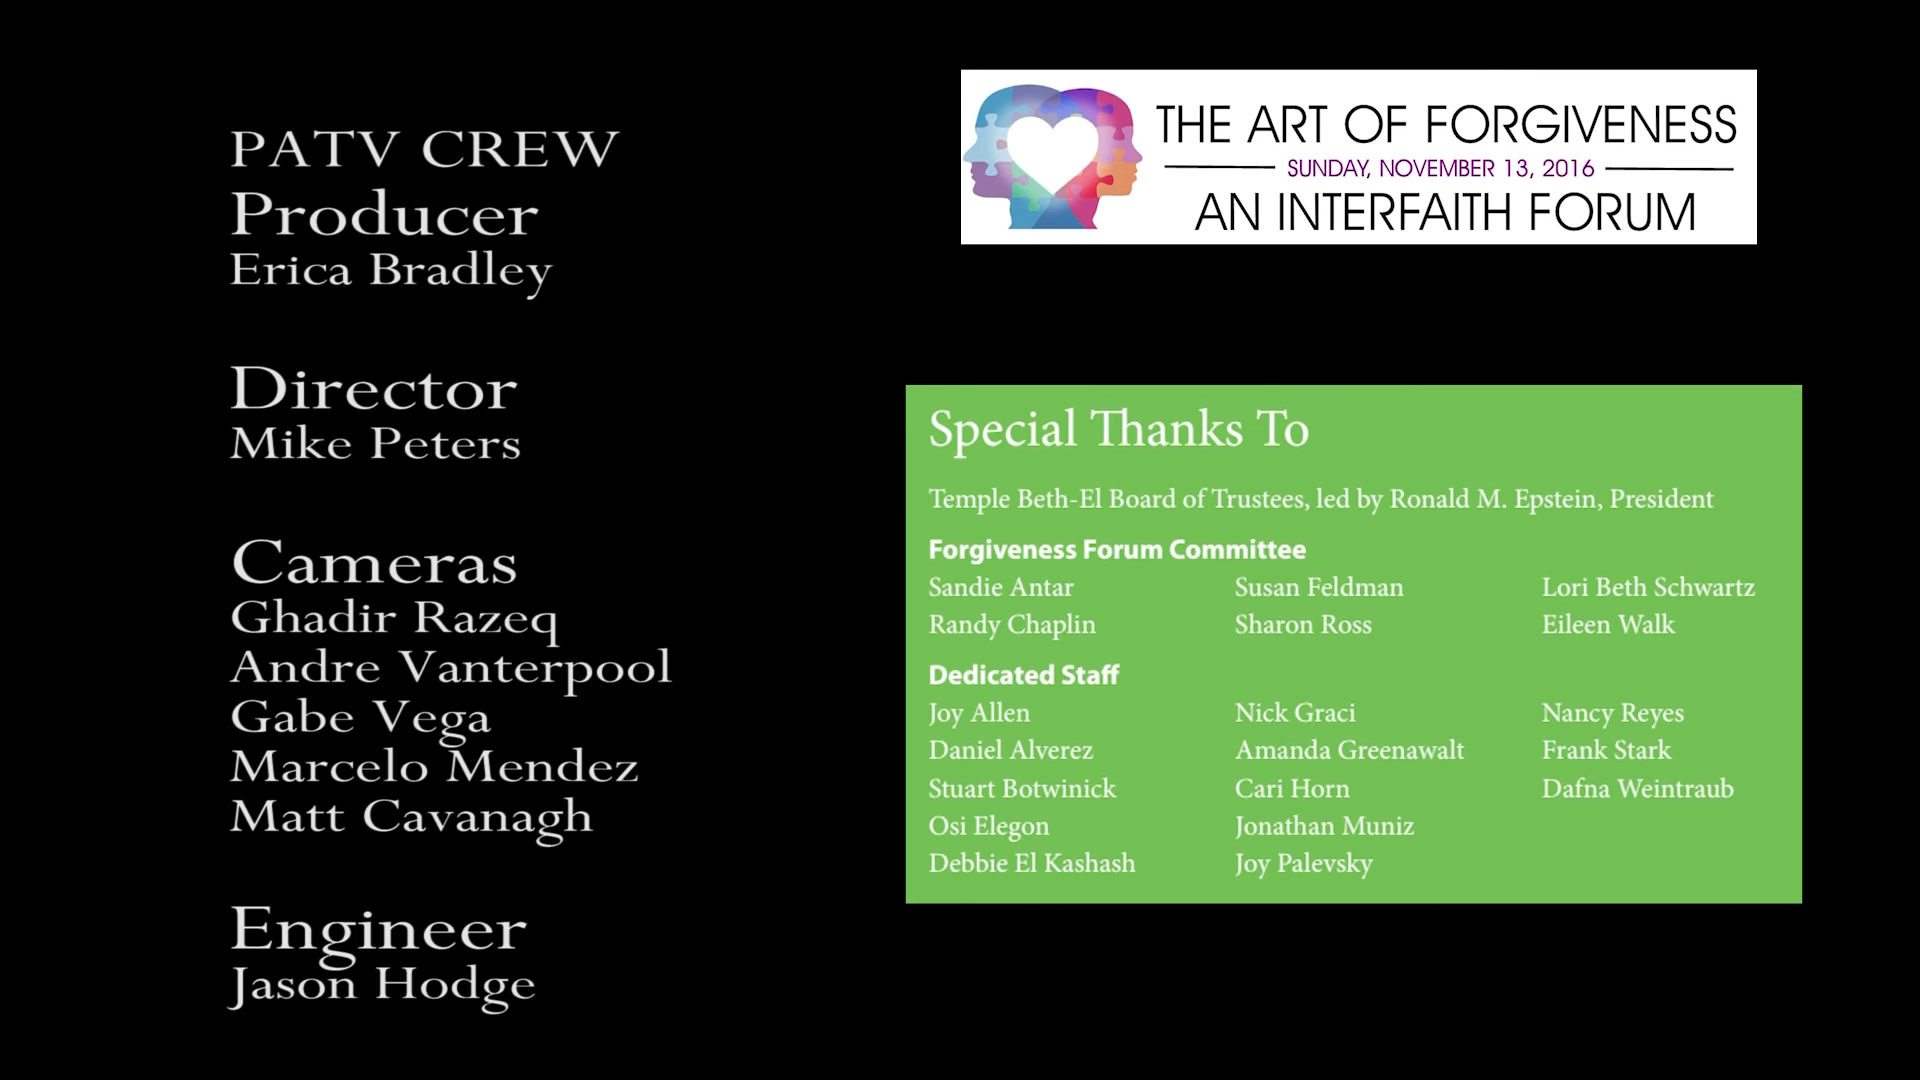 PATV CREW
Producer
Erica Bradley
Director
Mike Peters
Cameras
Ghadir Razeq
Andre Vanterpool
Gabe Vega
Marcelo Mendez
Matt Cavanagh
Engineer
Jason Hodge
THE ART OF FORGIVENESS
SUNDAY, NOVEMBER 13, 2016
AN INTERFAITH FORUM
Special Thanks To
Temple Beth-El Board of Trustees, led by Ronald M. Epstein, President
Forgiveness Forum Committee
Sandie Antar Susan Feldman Lori Beth Schwartz
Randy Chaplin Sharon Ross Eileen Walk
Dedicated Staff
Joy Allen Nick Graci Nancy Reyes
Daniel Alverez Amanda Greenawalt Frank Stark
Stuart Botwinick Cari Horn Dafna Weintraub
Osi Elegon Jonathan Muniz
Debbie El Kashash Joy Palevsky